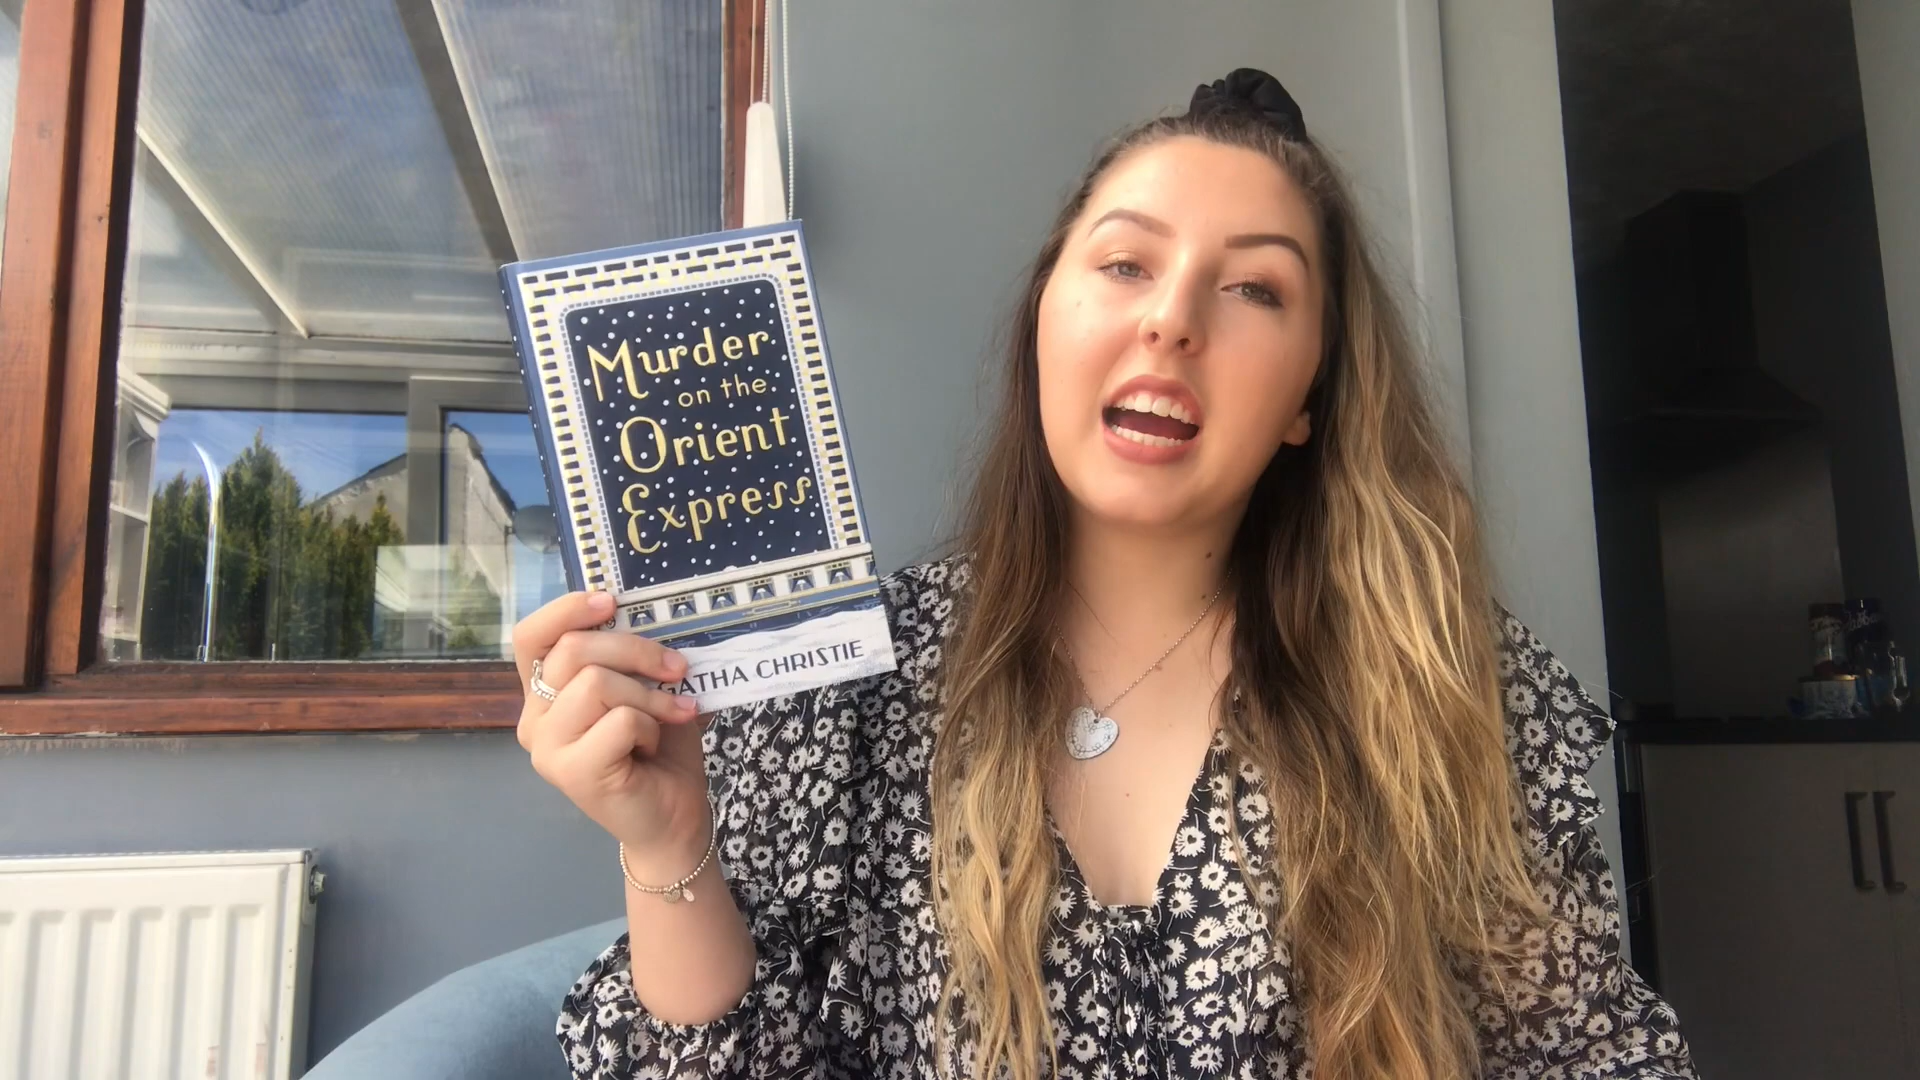 Murder
on the
Orient
Express
GATHA CHRISTIE